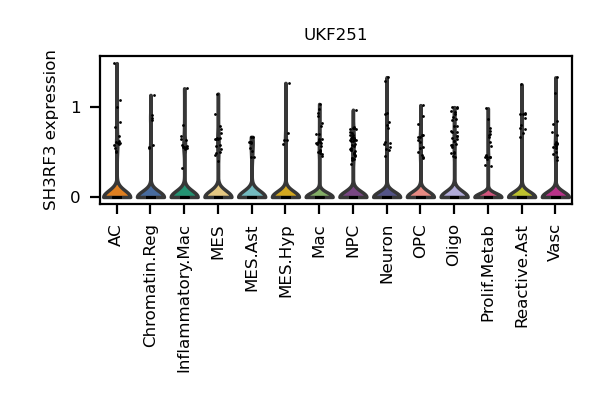 UKF251
SH3RF3 expression
1
0
AC
Chromatin.Reg
Inflammatory.Mac
MES
MES.Ast
MES.Hyp
Mac
NPC
Neuron
OPC
Oligo
Prolif.Metab
Reactive.Ast
Vasc